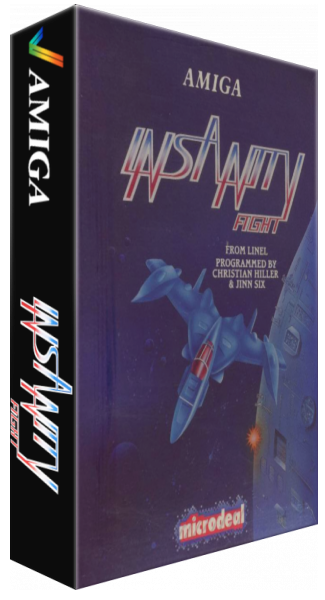 AMIGA
INSANITY
FIGHT
AMIGA
INSANITY
FIGHT
FROM LINEL
PROGRAMMED BY
CHRISTIAN HILLER
& JINN SIX
microdeal